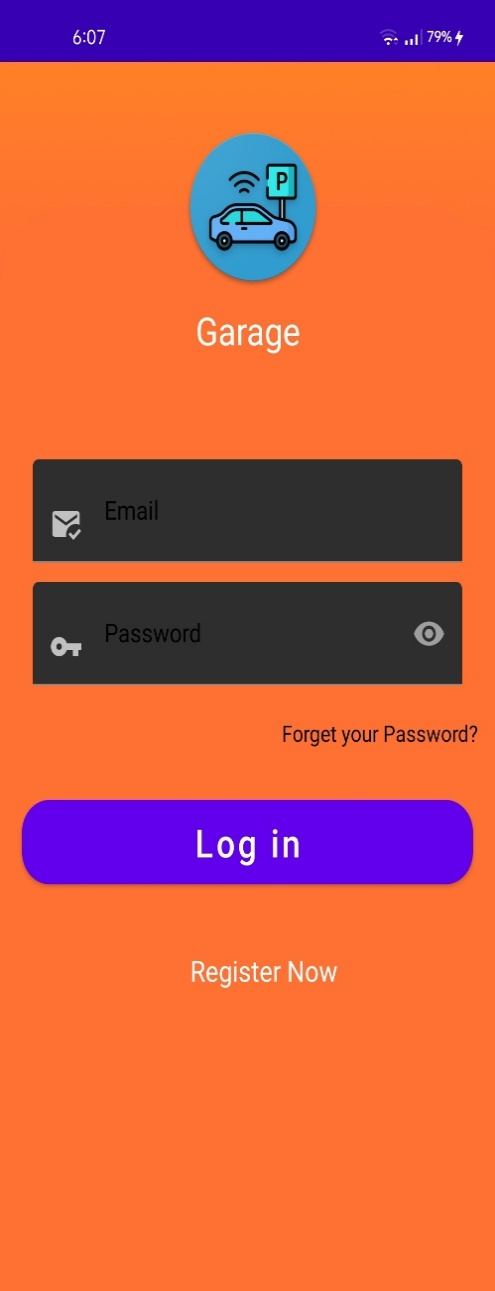 6:07
79%
P
Garage
Email
Password
Forget your Password?
Log in
Register Now